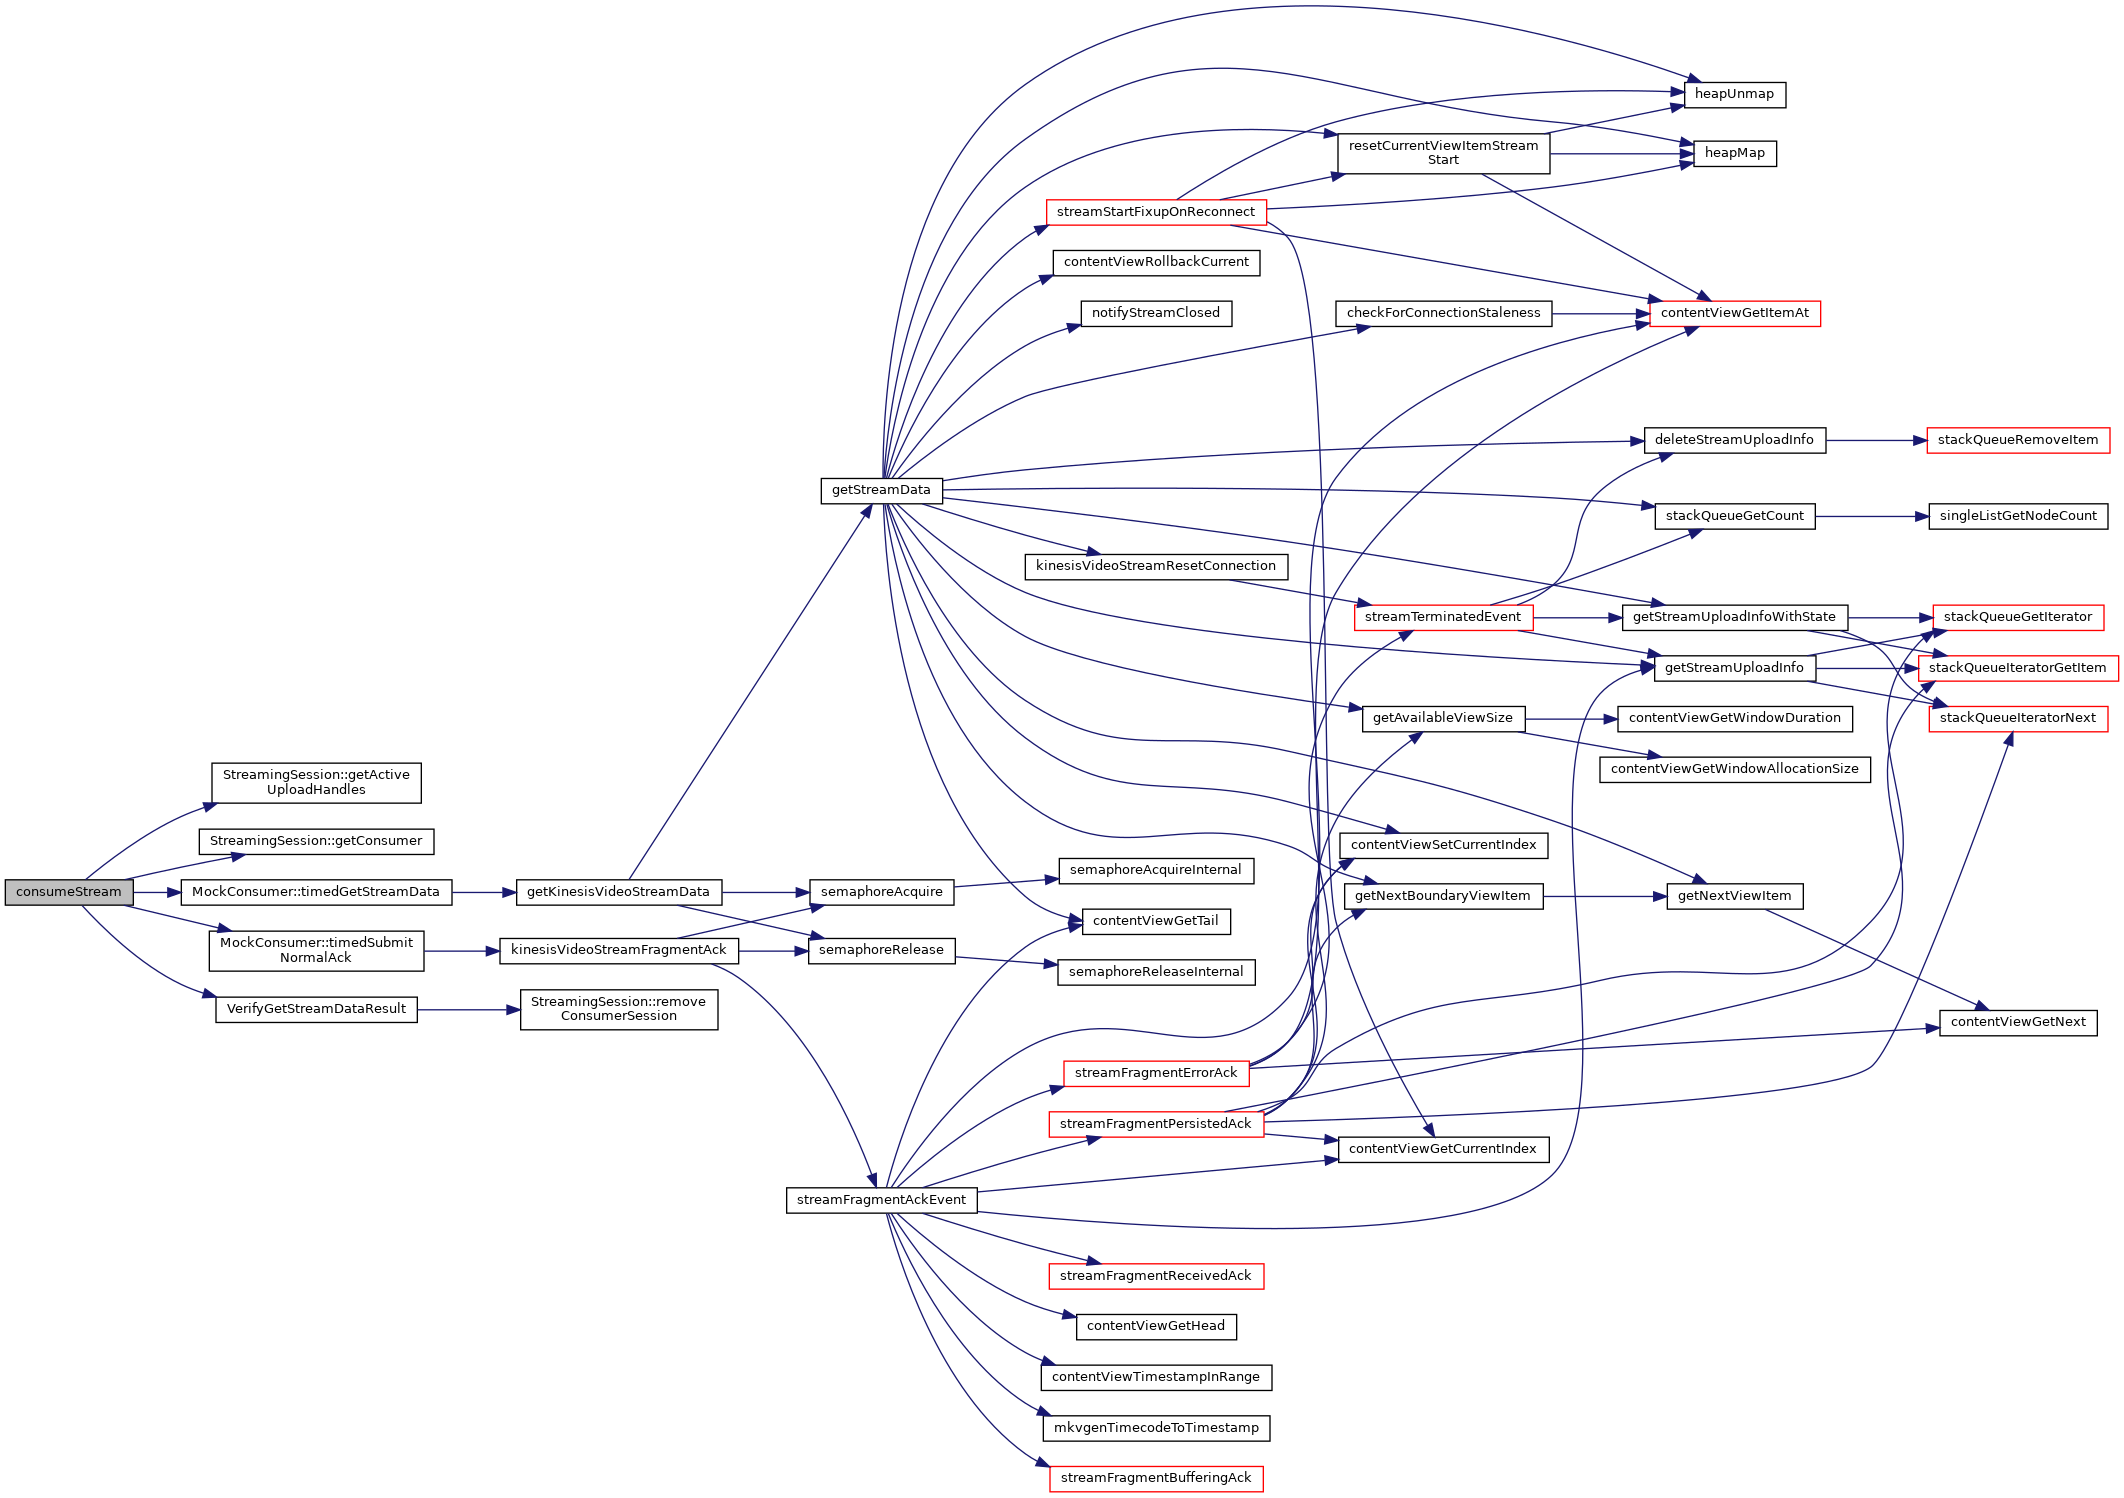 heapUnmap
resetCurrentViewItemStream
Start
heapMap
streamStartFixupOnReconnect
contentViewRollbackCurrent
notifyStreamClosed
checkForConnectionStaleness
contentViewGetItemAt
deleteStreamUploadInfo
stackQueueRemoveItem
getStreamData
stackQueueGetCount
singleListGetNodeCount
kinesisVideoStreamResetConnection
streamTerminatedEvent
getStreamUploadInfoWithState
stackQueueGetIterator
getStreamUploadInfo
stackQueueIteratorGetItem
getAvailableViewSize
contentViewGetWindowDuration
stackQueueIteratorNext
contentViewGetWindowAllocationSize
StreamingSession::getActive
UploadHandles
StreamingSession::getConsumer
contentViewSetCurrentIndex
semaphoreAcquireInternal
consumeStream
MockConsumer::timedGetStreamData
getKinesisVideoStreamData
semaphoreAcquire
getNextBoundaryViewItem
getNextViewItem
contentViewGetTail
MockConsumer::timedSubmit
NormalAck
kinesisVideoStreamFragmentAck
semaphoreRelease
semaphoreReleaseInternal
VerifyGetStreamDataResult
StreamingSession::remove
ConsumerSession
contentViewGetNext
streamFragmentErrorAck
streamFragmentPersistedAck
contentViewGetCurrentIndex
streamFragmentAckEvent
streamFragmentReceivedAck
contentViewGetHead
contentViewTimestampInRange
mkvgenTimecodeToTimestamp
streamFragmentBufferingAck